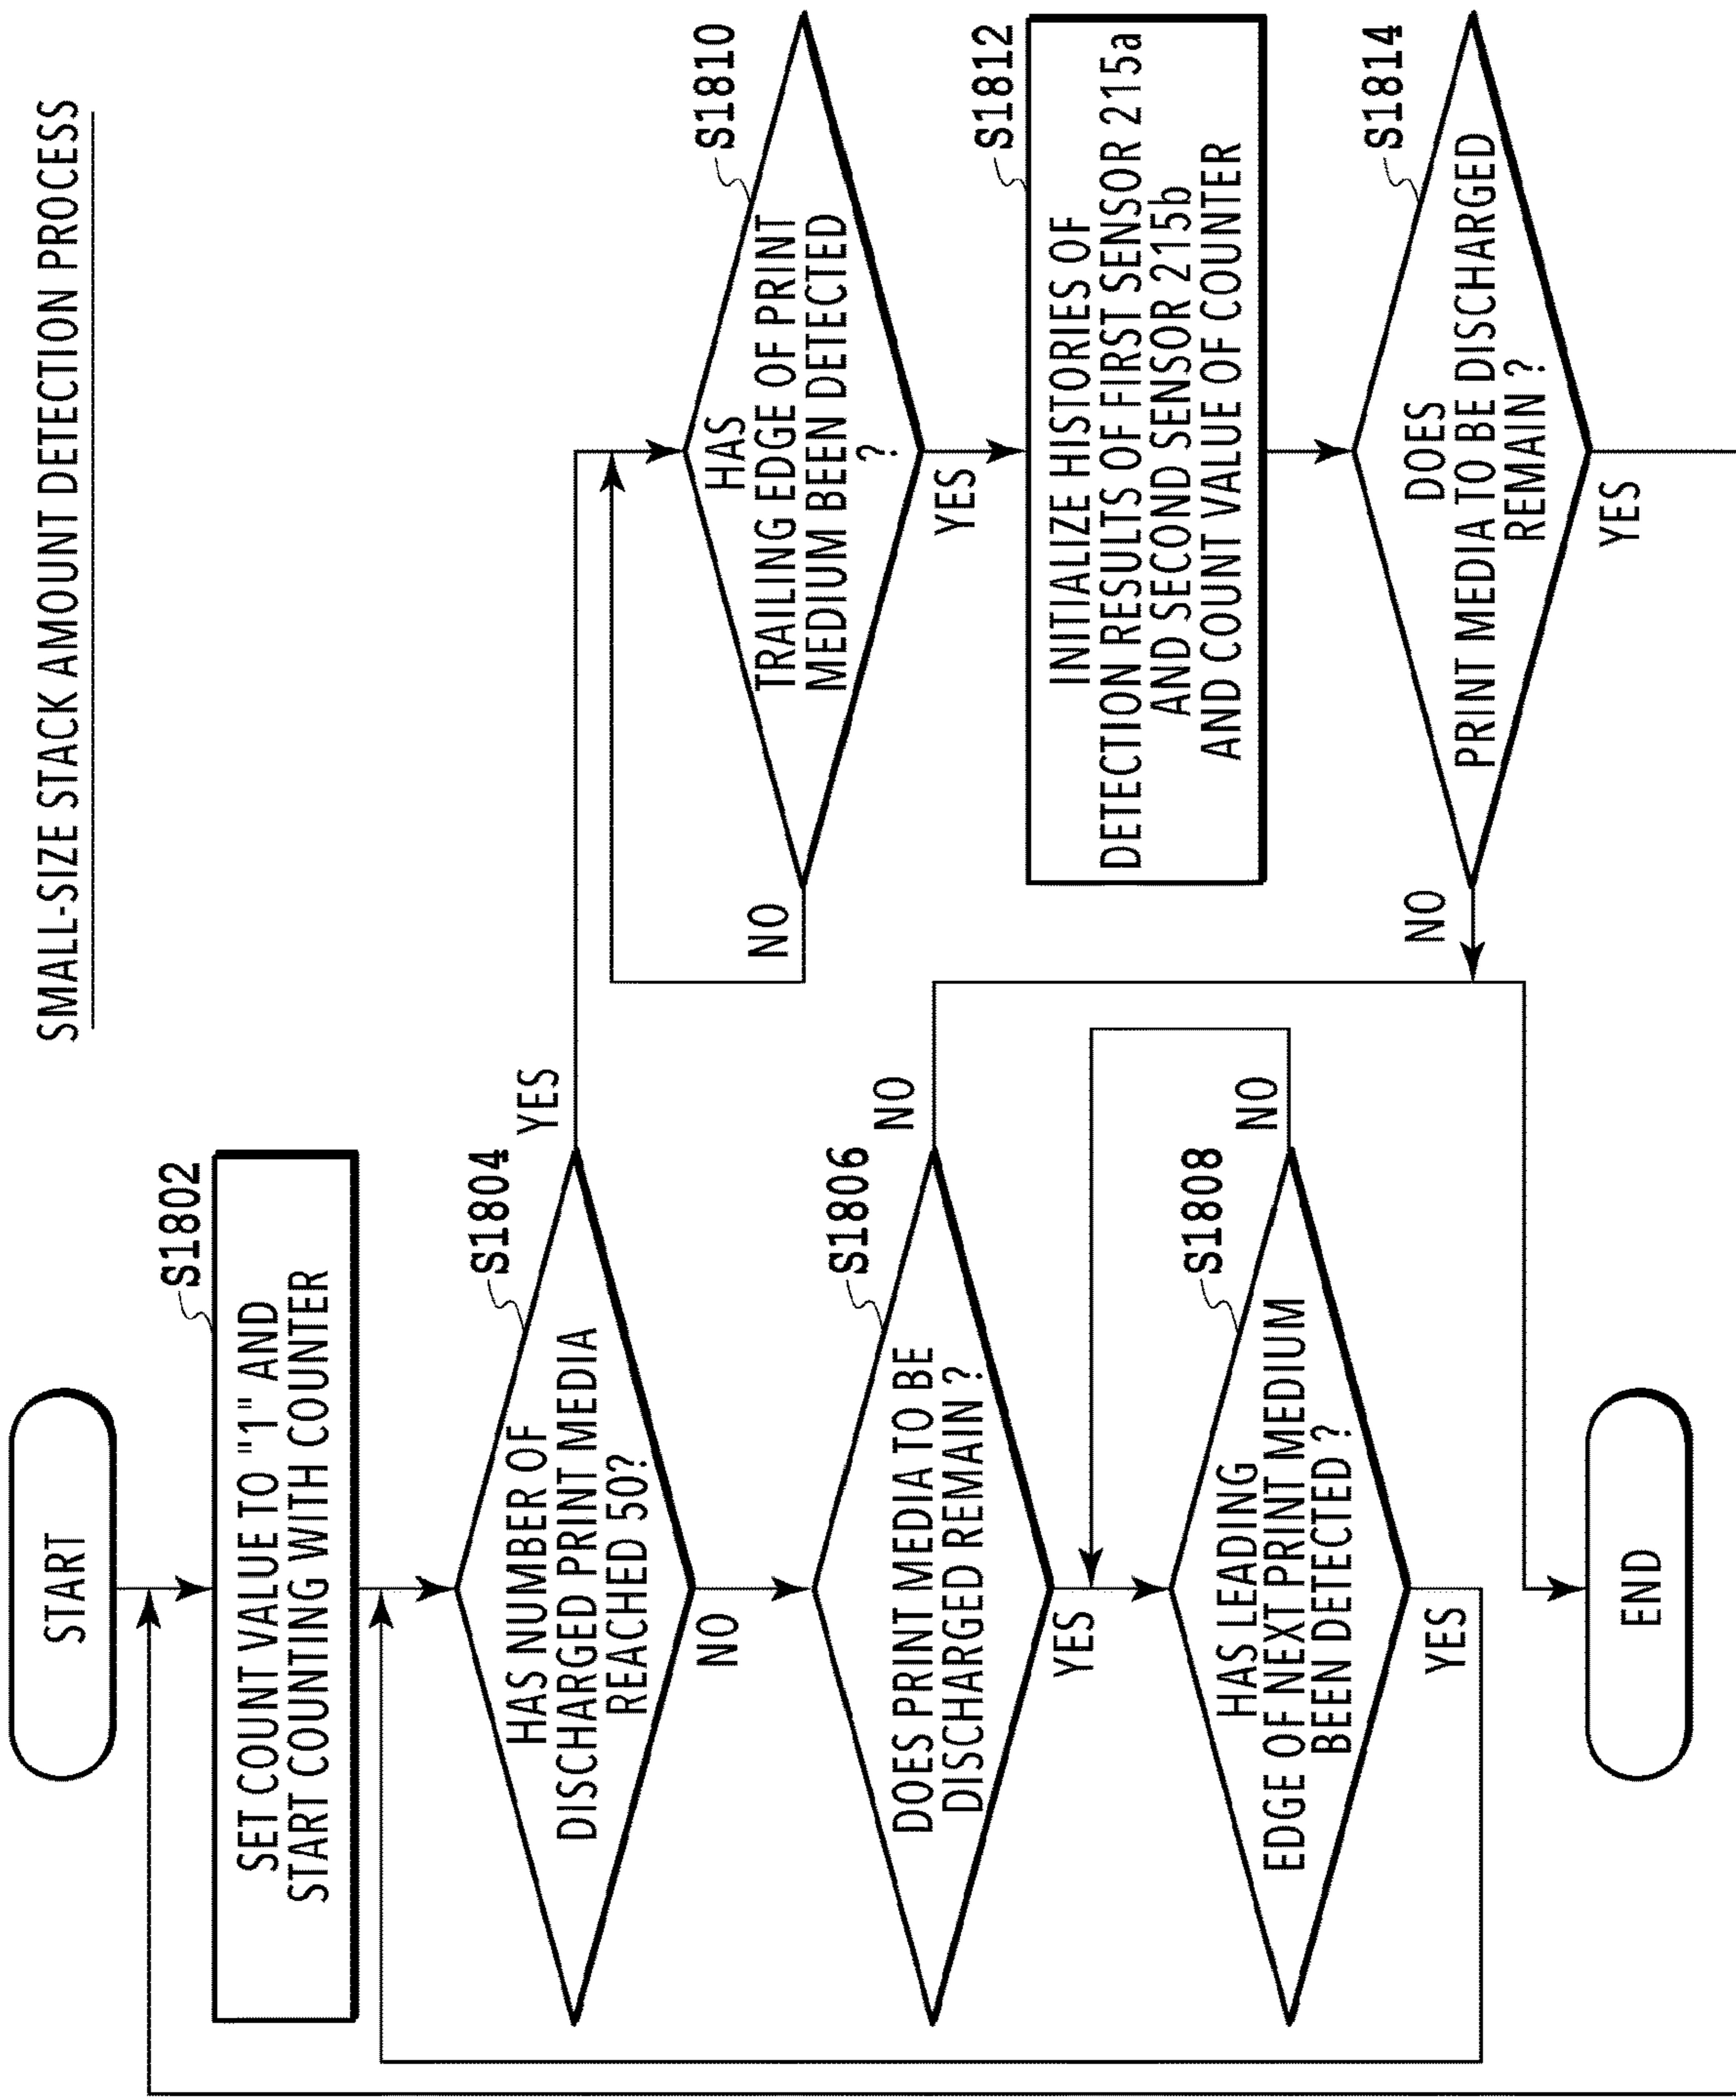 SMALL-SIZE STACK AMOUNT DETECTION PROCESS
START
S1802
SET COUNT VALUE TO "1" AND
START COUNTING WITH COUNTER
S1804
HAS NUMBER OF
DISCHARGED PRINT MEDIA
REACHED 50?
YES
NO
S1806
DOES PRINT MEDIA TO BE
DISCHARGED REMAIN ?
NO
YES
S1808
HAS LEADING
EDGE OF NEXT PRINT MEDIUM
BEEN DETECTED ?
NO
YES
END
S1810
HAS
TRAILING EDGE OF PRINT
MEDIUM BEEN DETECTED
?
NO
YES
S1812
INITIALIZE HISTORIES OF
DETECTION RESULTS OF FIRST SENSOR 215a
AND SECOND SENSOR 215b
AND COUNT VALUE OF COUNTER
S1814
DOES
PRINT MEDIA TO BE DISCHARGED
REMAIN ?
NO
YES